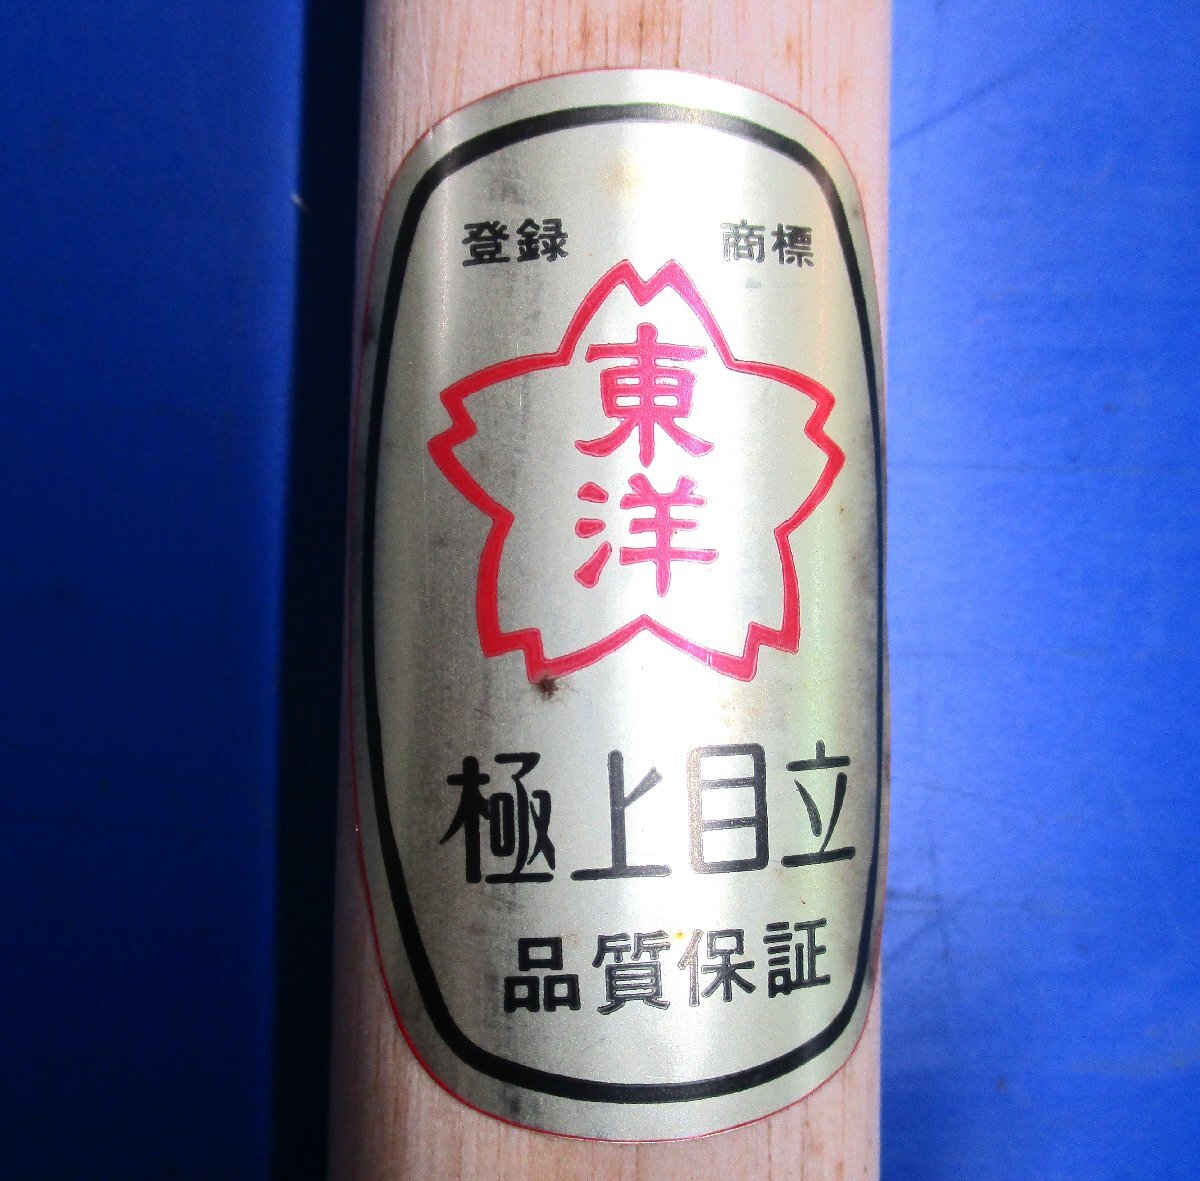 登録 商標
東洋
極上目立
品質保証